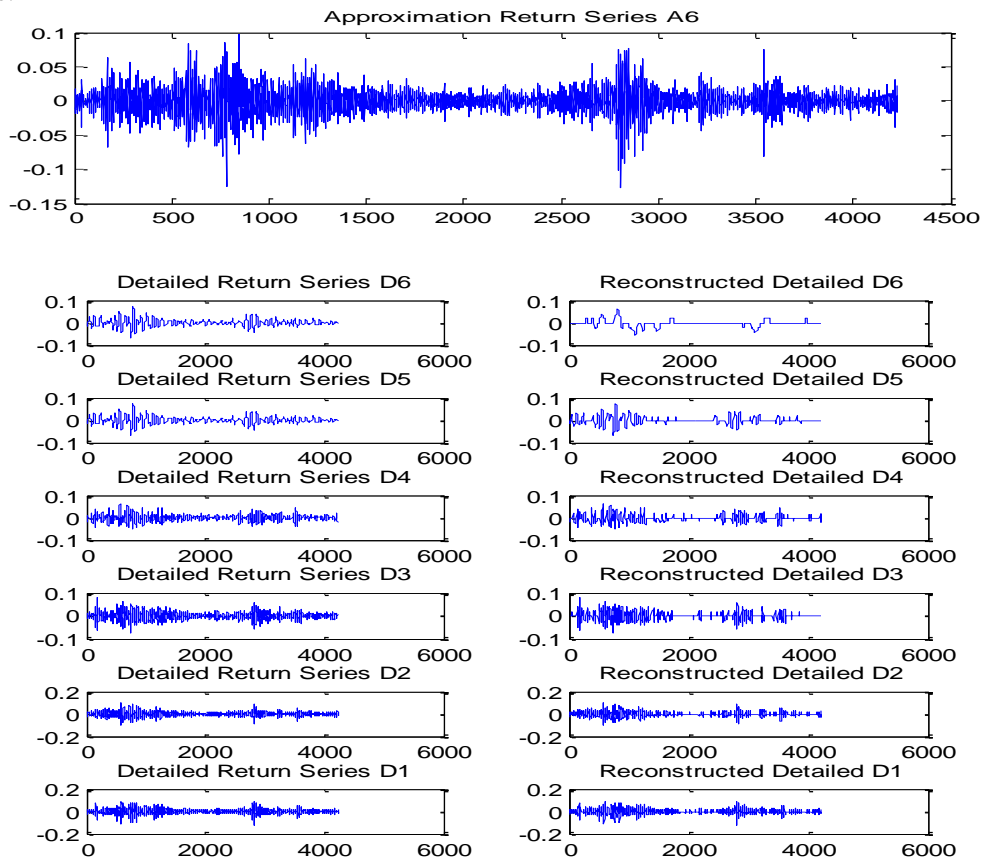 Approximation Return Series A6
0.1
0.05
0
-0.05
-0.1
-0.15
0 500 1000 1500 2000 2500 3000 3500 4000 4500
Detailed Return Series D6 Reconstructed Detailed D6
0.1 0.1
0 0
-0.1 -0.1
0 2000 4000 6000 0 2000 4000 6000
Detailed Return Series D5 Reconstructed Detailed D5
0.1 0.1
0 0
-0.1 -0.1
0 2000 4000 6000 0 2000 4000 6000
Detailed Return Series D4 Reconstructed Detailed D4
0.1 0.1
0 0
-0.1 -0.1
0 2000 4000 6000 0 2000 4000 6000
Detailed Return Series D3 Reconstructed Detailed D3
0.1 0.1
0 0
-0.1 -0.1
0 2000 4000 6000 0 2000 4000 6000
Detailed Return Series D2 Reconstructed Detailed D2
0.2 0.2
0 0
-0.2 -0.2
0 2000 4000 6000 0 2000 4000 6000
Detailed Return Series D1 Reconstructed Detailed D1
0.2 0.2
0 0
-0.2 -0.2
0 2000 4000 6000 0 2000 4000 6000